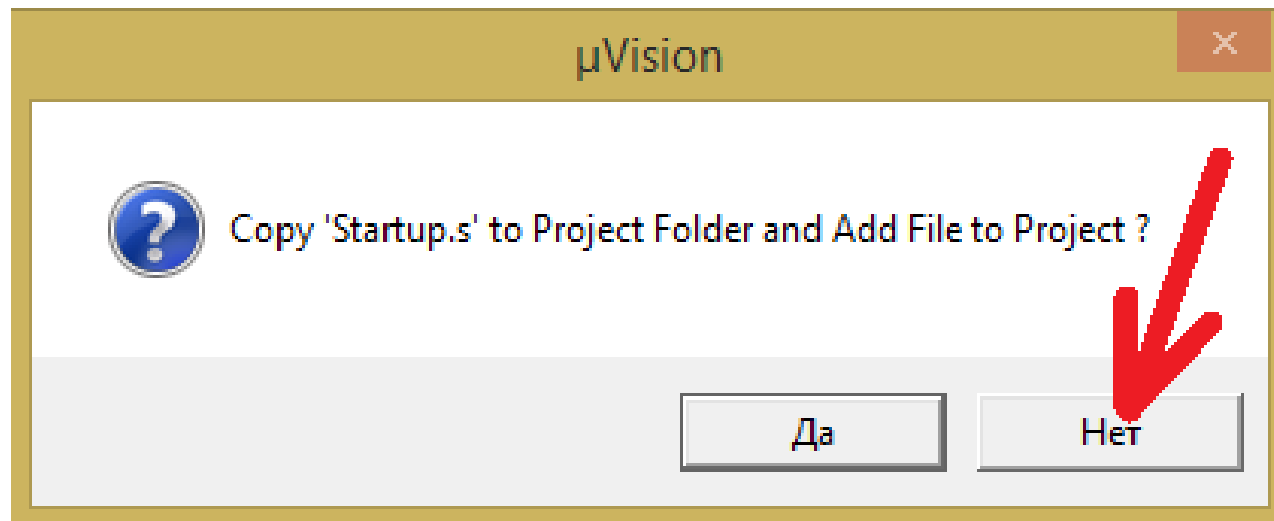 µVision
Copy 'Startup.s' to Project Folder and Add File to Project ?
Да
Нет